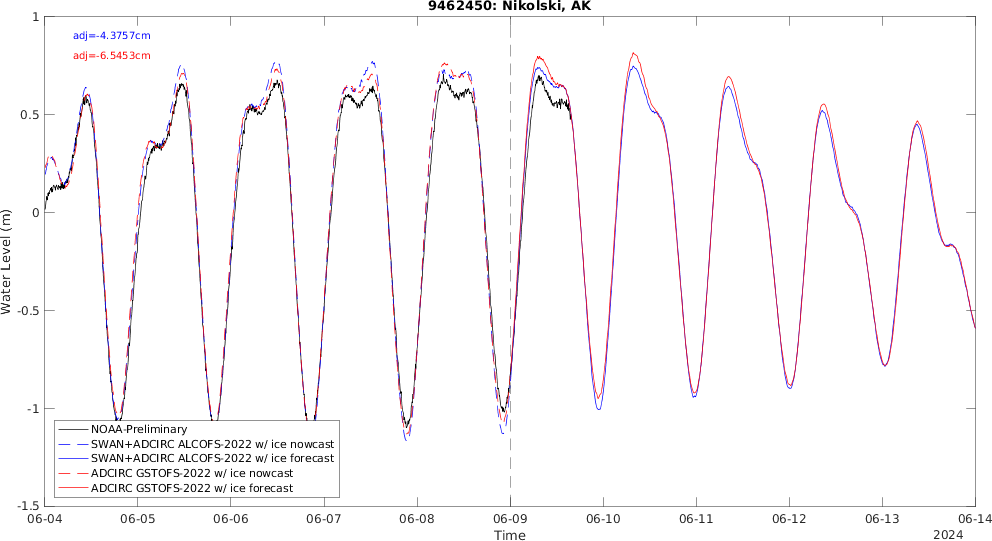 9462450: Nikolski, AK
adj=-4.3757cm
adj=-6.5453cm
Water Level (m)
1
0.5
0
-0.5
-1
-1.5
NOAA-Preliminary
SWAN+ADCIRC ALCOFS-2022 w/ ice nowcast
SWAN+ADCIRC ALCOFS-2022 w/ ice forecast
ADCIRC GSTOFS-2022 w/ ice nowcast
ADCIRC GSTOFS-2022 w/ ice forecast
06-04 06-05 06-06 06-07 06-08 06-09 06-10 06-11 06-12 06-13 06-14
Time
2024